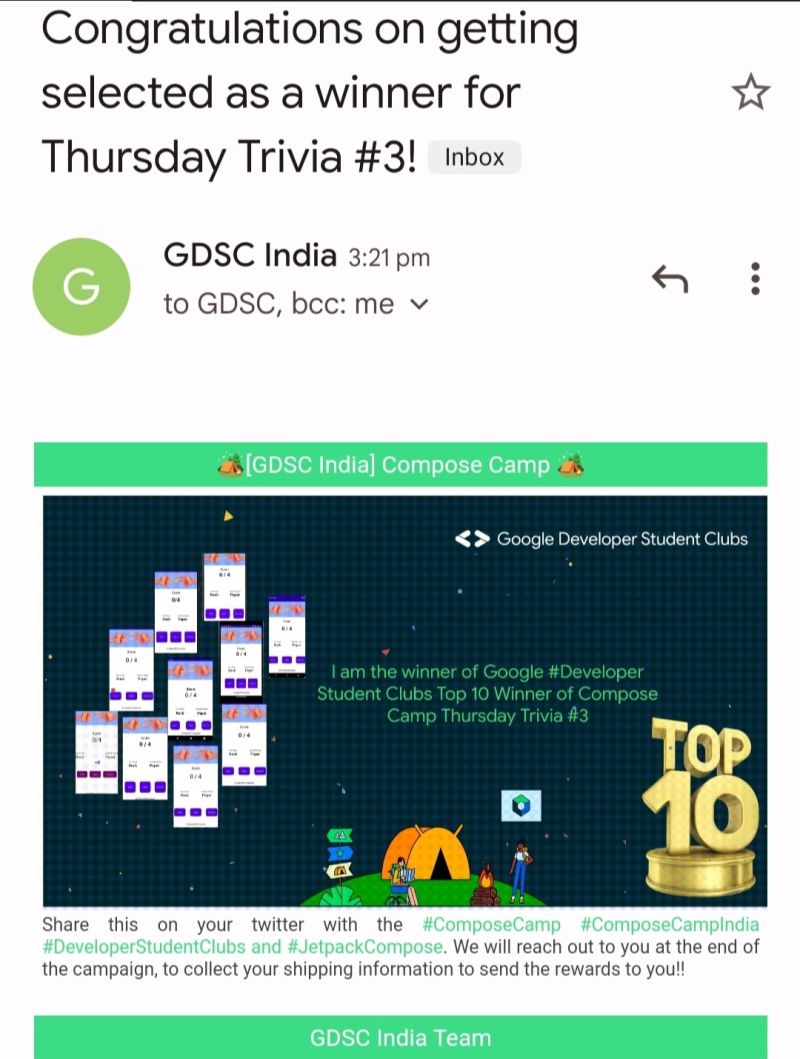 Congratulations on getting
selected as a winner for
Thursday Trivia #3! Inbox
G
GDSC India 3:21 pm
to GDSC, bcc: me
[GDSC India] Compose Camp
Google Developer Student Clubs
I am the winner of Google #Developer
Student Clubs Top 10 Winner of Compose
Camp Thursday Trivia #3
TOP
10
Share this on your twitter with the #ComposeCamp #ComposeCampIndia
#DeveloperStudentClubs and #JetpackCompose. We will reach out to you at the end of
the campaign, to collect your shipping information to send the rewards to you!!
GDSC India Team